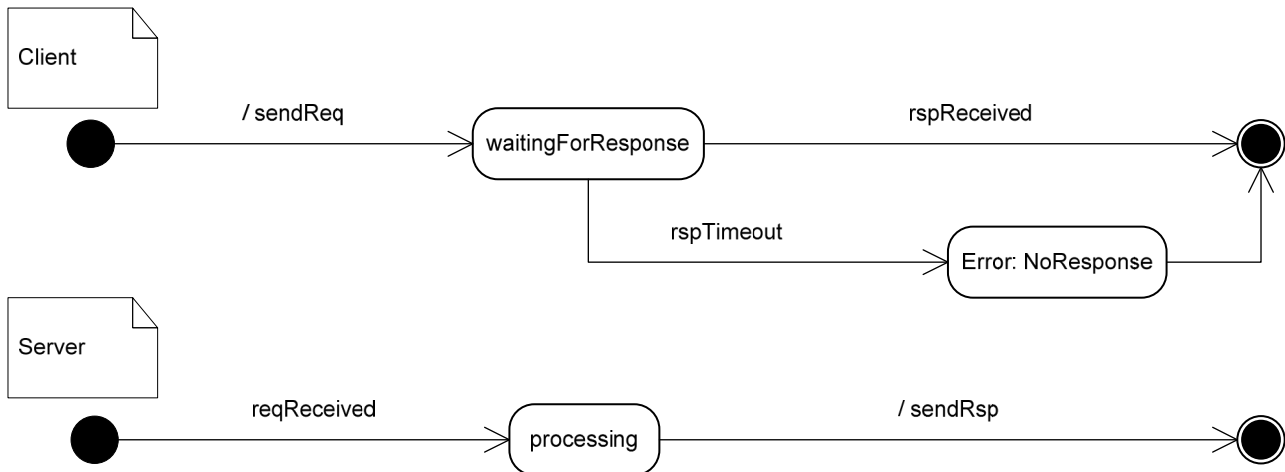 Client
/ sendReq
waitingForResponse
rspReceived
rspTimeout
Error: NoResponse
Server
reqReceived
processing
/ sendRsp